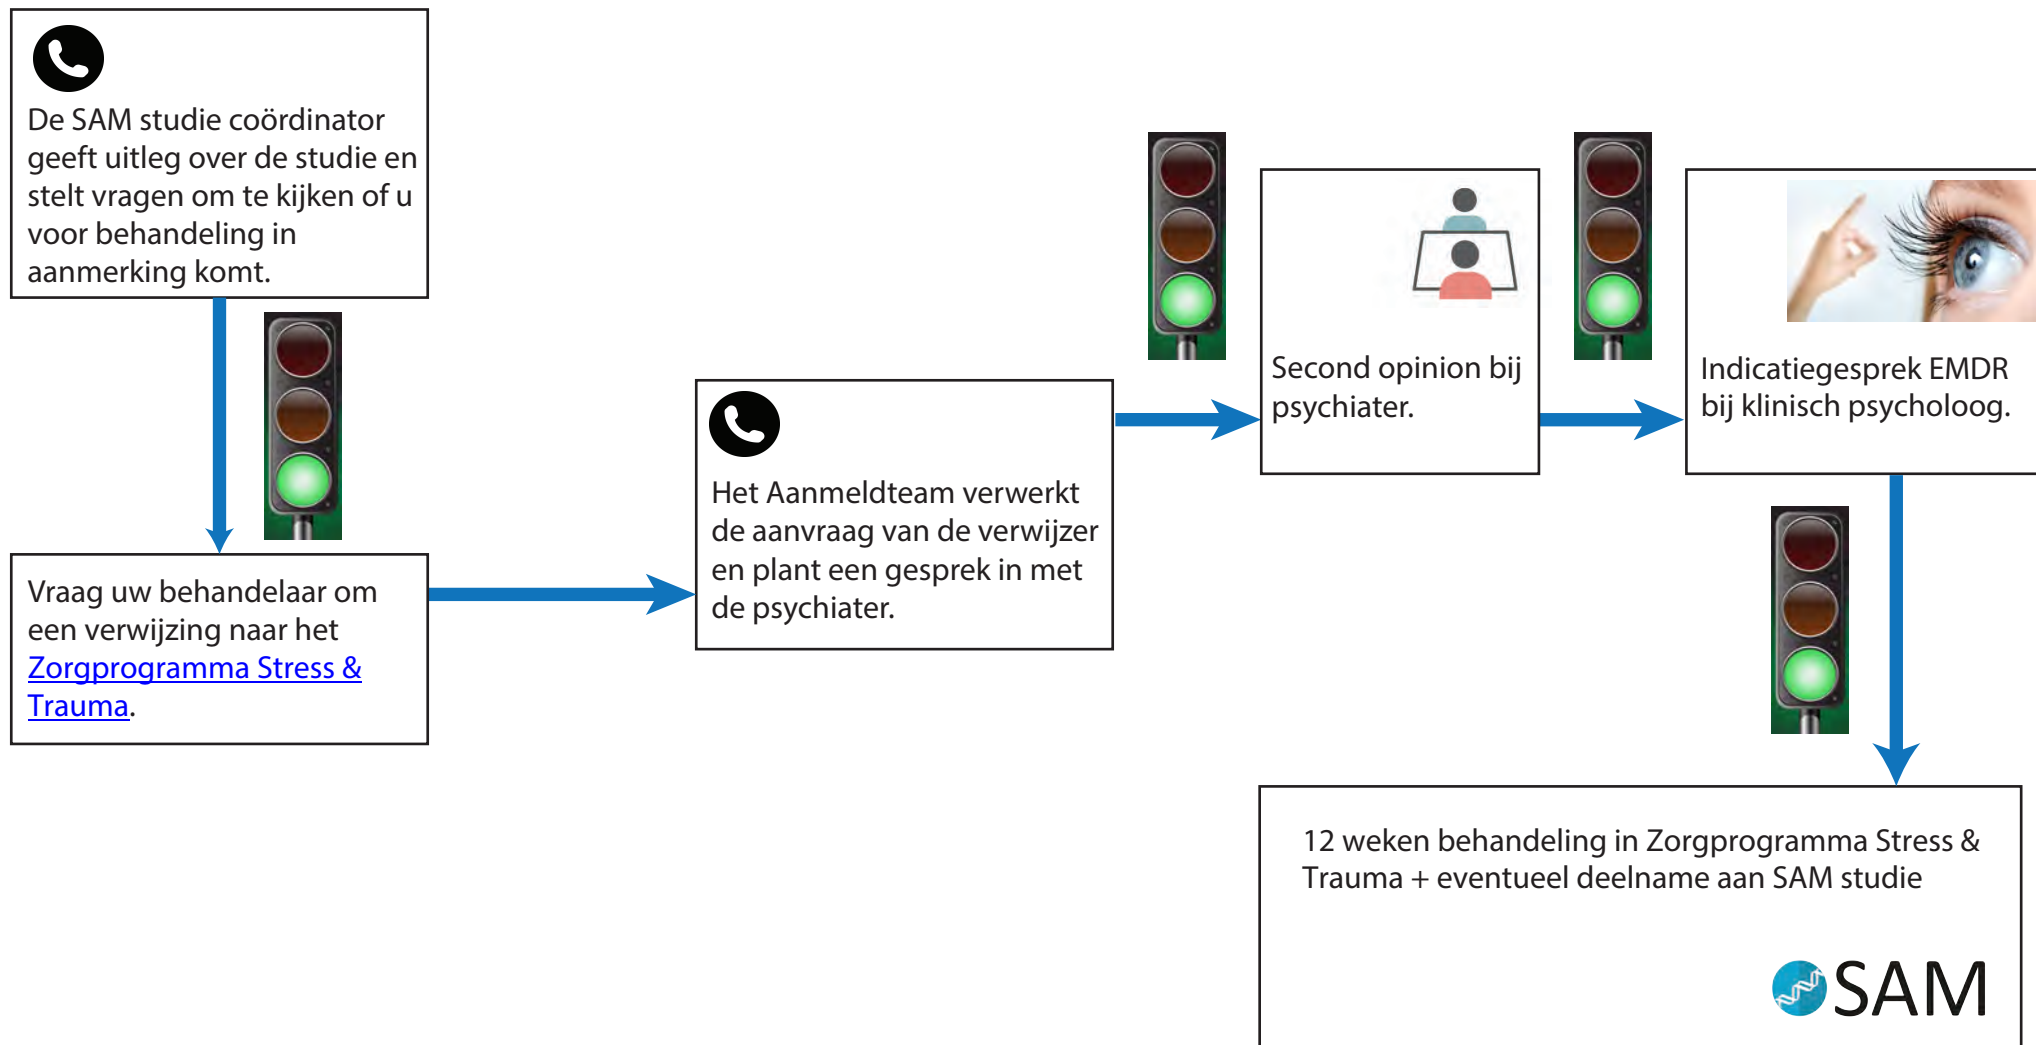 De SAM studie coördinator
geeft uitleg over de studie en
stelt vragen om te kijken of u
voor behandeling in
aanmerking komt.
Vraag uw behandelaar om
een verwijzing naar het
Zorgprogramma Stress &
Trauma.
Het Aanmeldteam verwerkt
de aanvraag van de verwijzer
en plant een gesprek in met
de psychiater.
Second opinion bij
psychiater.
Indicatiegesprek EMDR
bij klinisch psycholoog.
12 weken behandeling in Zorgprogramma Stress &
Trauma + eventueel deelname aan SAM studie
SAM